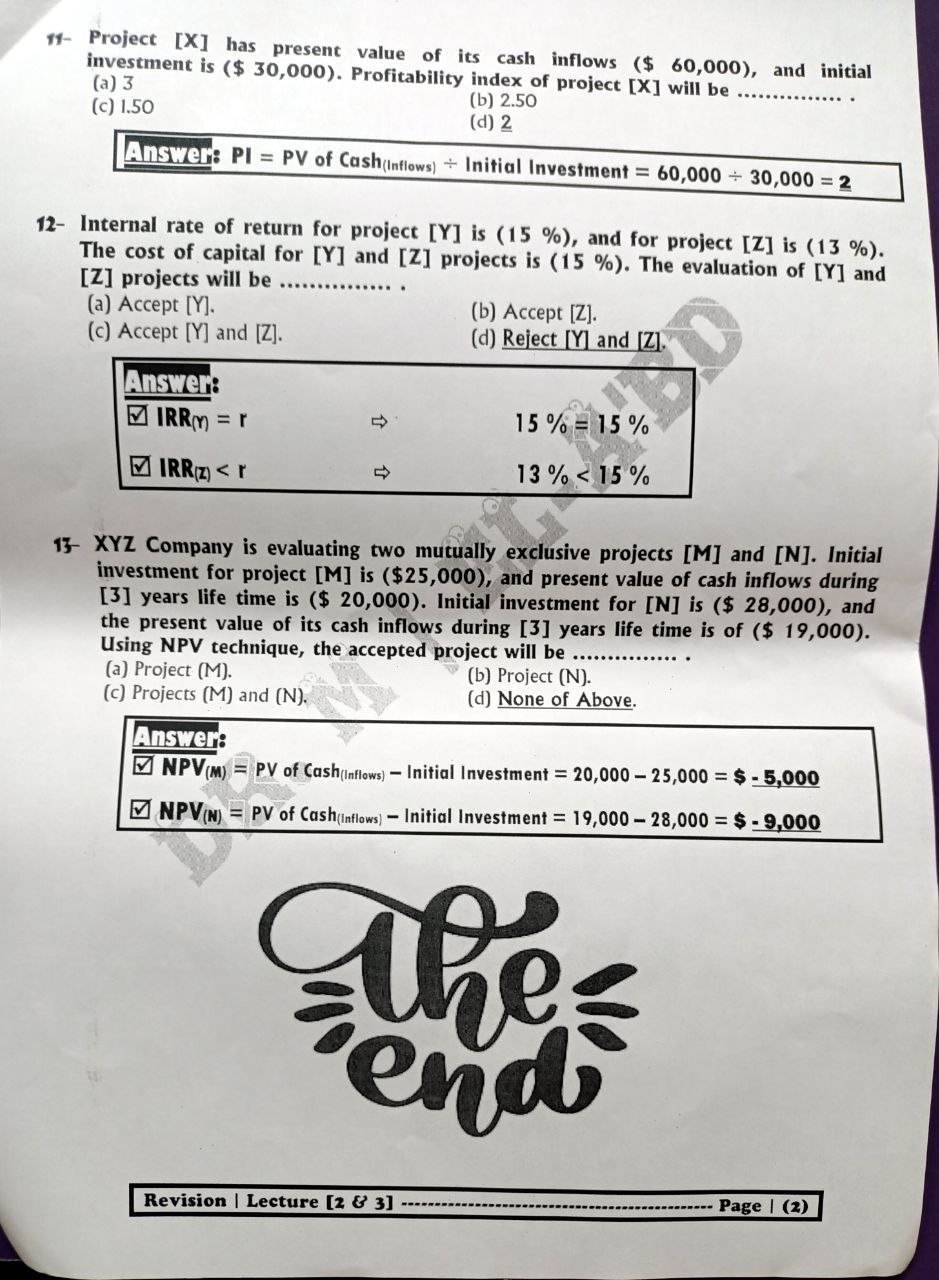 11- Project [X] has present value of its cash inflows ($ 60,000), and initial
investment is ($ 30,000). Profitability index of project [X] will be ............... .
(a) 3
(b) 2.50
(c) 1.50
(d) 2
Answer: PI = PV of Cash(Inflows) ÷ Initial Investment = 60,000 ÷ 30,000 = 2
12- Internal rate of return for project [Y] is (15 %), and for project [Z] is (13 %).
The cost of capital for [Y] and [Z] projects is (15 %). The evaluation of [Y] and
[Z] projects will be ............... .
(a) Accept [Y].
(b) Accept [Z].
(c) Accept [Y] and [Z].
(d) Reject [Y] and [Z].
Answer:
☑ IRR(Y) = r ⇨ 15 % = 15 %
☑ IRR(Z) < r ⇨ 13 % < 15 %
13- XYZ Company is evaluating two mutually exclusive projects [M] and [N]. Initial
investment for project [M] is ($25,000), and present value of cash inflows during
[3] years life time is ($ 20,000). Initial investment for [N] is ($ 28,000), and
the present value of its cash inflows during [3] years life time is of ($ 19,000).
Using NPV technique, the accepted project will be ............... .
(a) Project (M).
(b) Project (N).
(c) Projects (M) and (N).
(d) None of Above.
Answer:
☑ NPV(M) = PV of Cash(Inflows) – Initial Investment = 20,000 – 25,000 = $ - 5,000
☑ NPV(N) = PV of Cash(Inflows) – Initial Investment = 19,000 – 28,000 = $ - 9,000
DR. M | EL-A'BD
the
end
Revision | Lecture [2 & 3] ---------------------------------------------------- Page | (2)